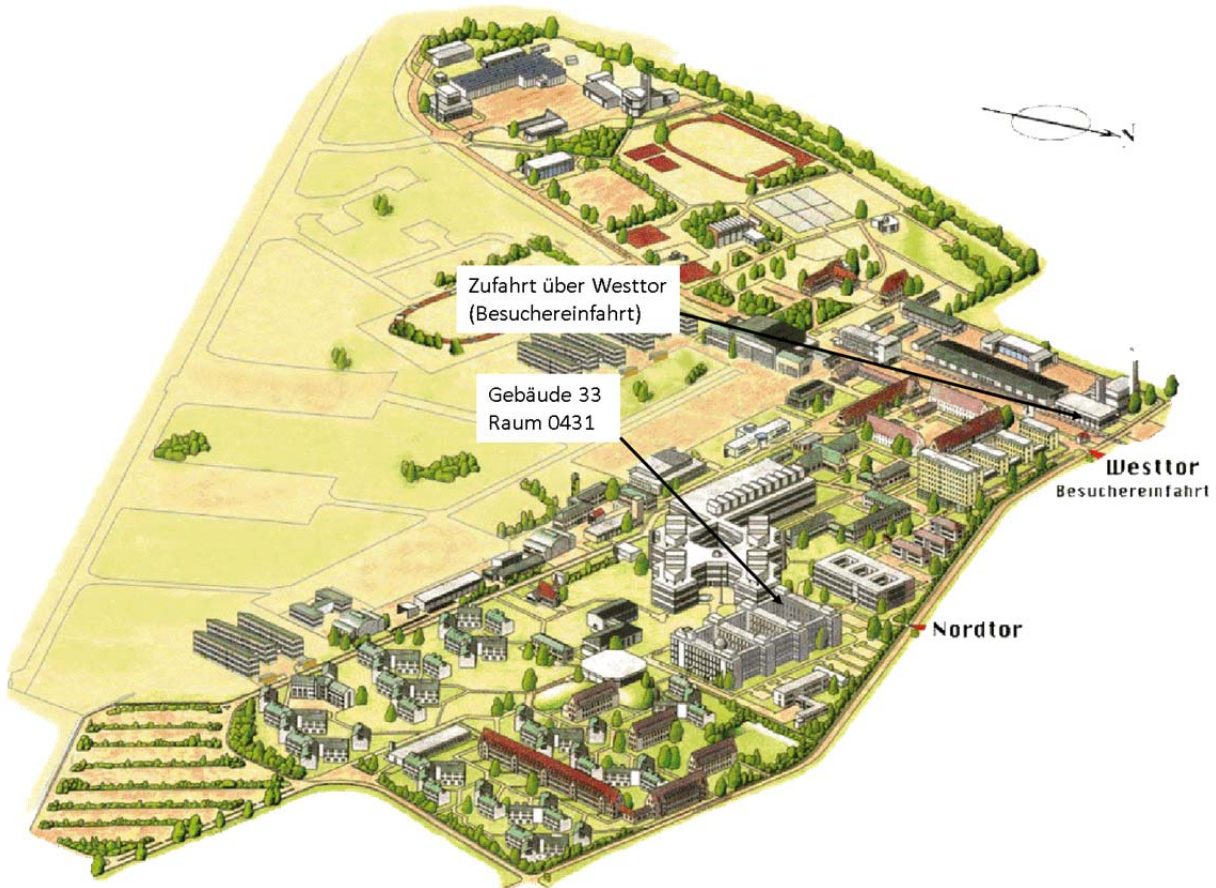 N
Zufahrt über Westtor
(Besuchereinfahrt)
Gebäude 33
Raum 0431
Westtor
Besuchereinfahrt
Nordtor